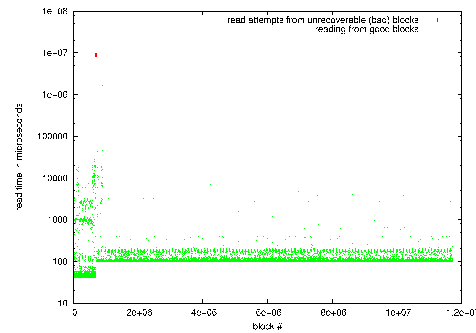 1e+08
read attempts from unrecoverable (bad) blocks
reading from good blocks
1e+07
1e+06
100000
read time in microseconds
10000
1000
100
10
0
2e+06
4e+06
6e+06
8e+06
1e+07
1.2e+07
block #